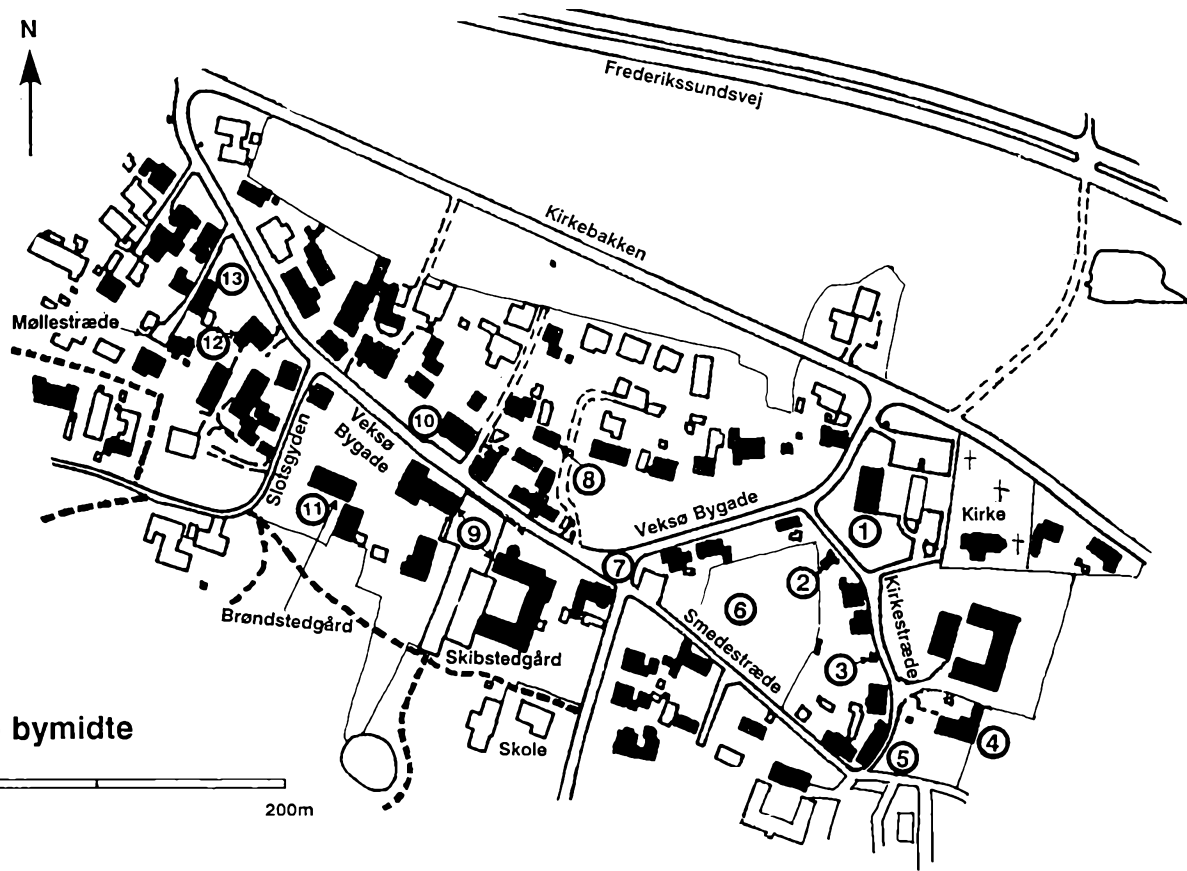 N
Frederikssundsvej
Kirkebakken
13
Møllestræde
12
10
Veksø
Bygade
Slotsgyden
8
11
9
Veksø Bygade
1
Kirke
7
2
6
Brøndstedgård
Smedestræde
Kirkestræde
Skibstedgård
3
bymidte
Skole
4
5
200m